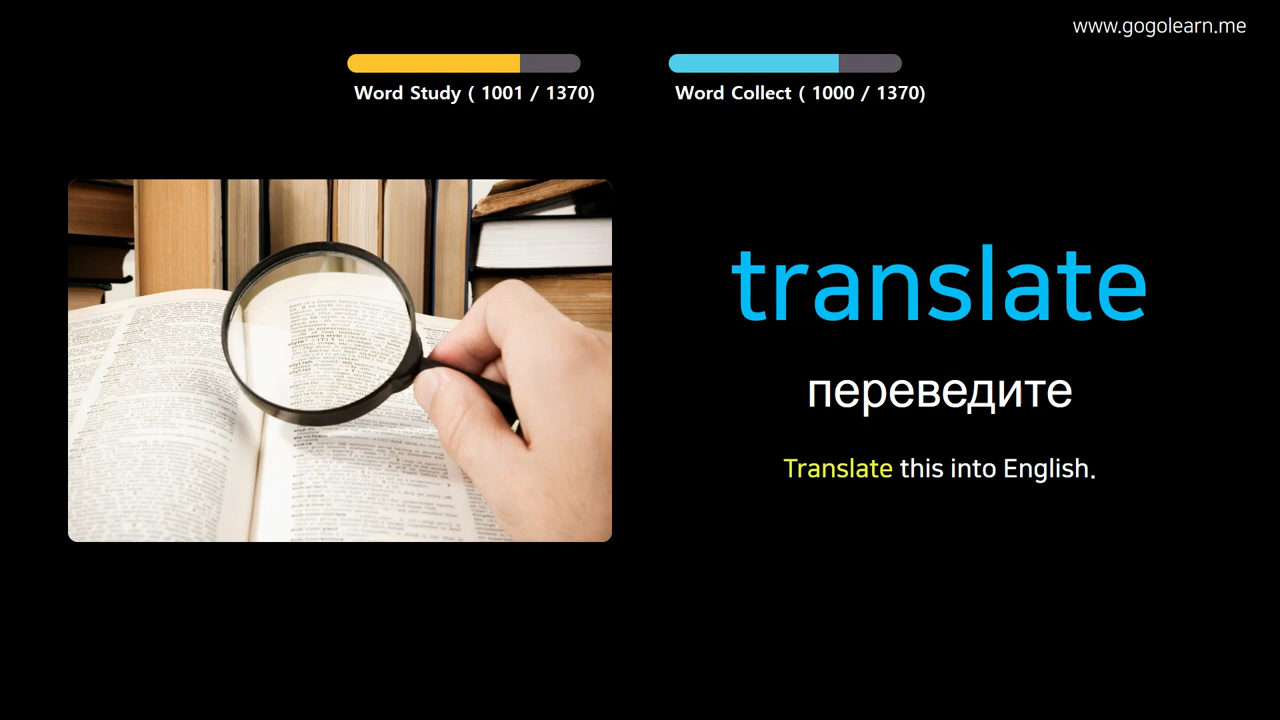 www.gogolearn.me
Word Study ( 1001 / 1370)
Word Collect ( 1000 / 1370)
translate
переведите
Translate this into English.